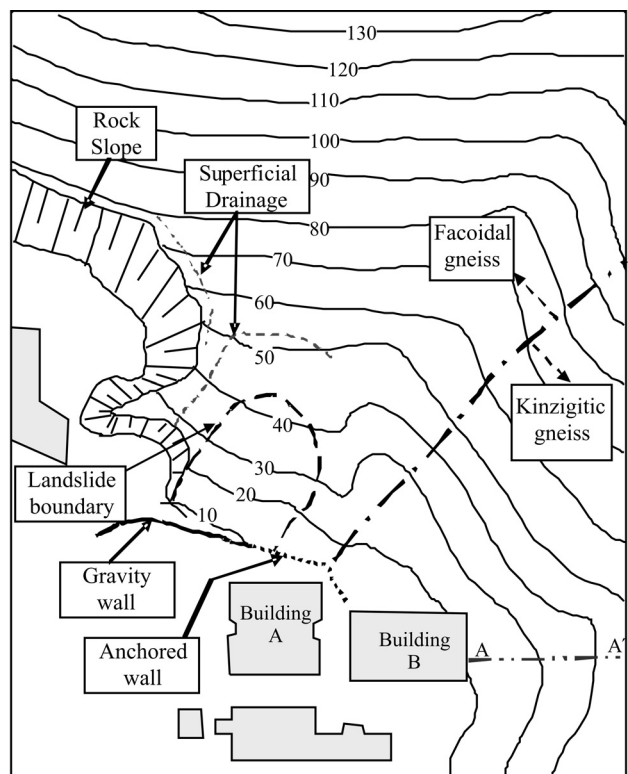 130
120
110
100
90
80
70
60
50
40
30
20
10
Rock
Slope
Superficial
Drainage
Facoidal
gneiss
Kinzigitic
gneiss
Landslide
boundary
Gravity
wall
Anchored
wall
Building
A
Building
B
A
A'